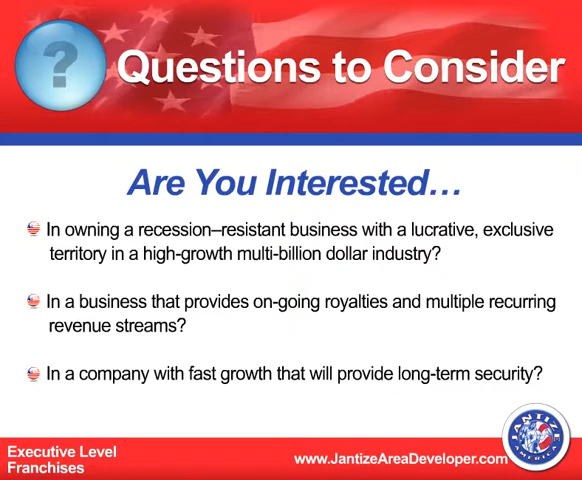 ?
Questions to Consider
Are You Interested…
In owning a recession–resistant business with a lucrative, exclusive
territory in a high-growth multi-billion dollar industry?
In a business that provides on-going royalties and multiple recurring
revenue streams?
In a company with fast growth that will provide long-term security?
JANTIZE
AMERICA
Executive Level
Franchises
www.JantizeAreaDeveloper.com